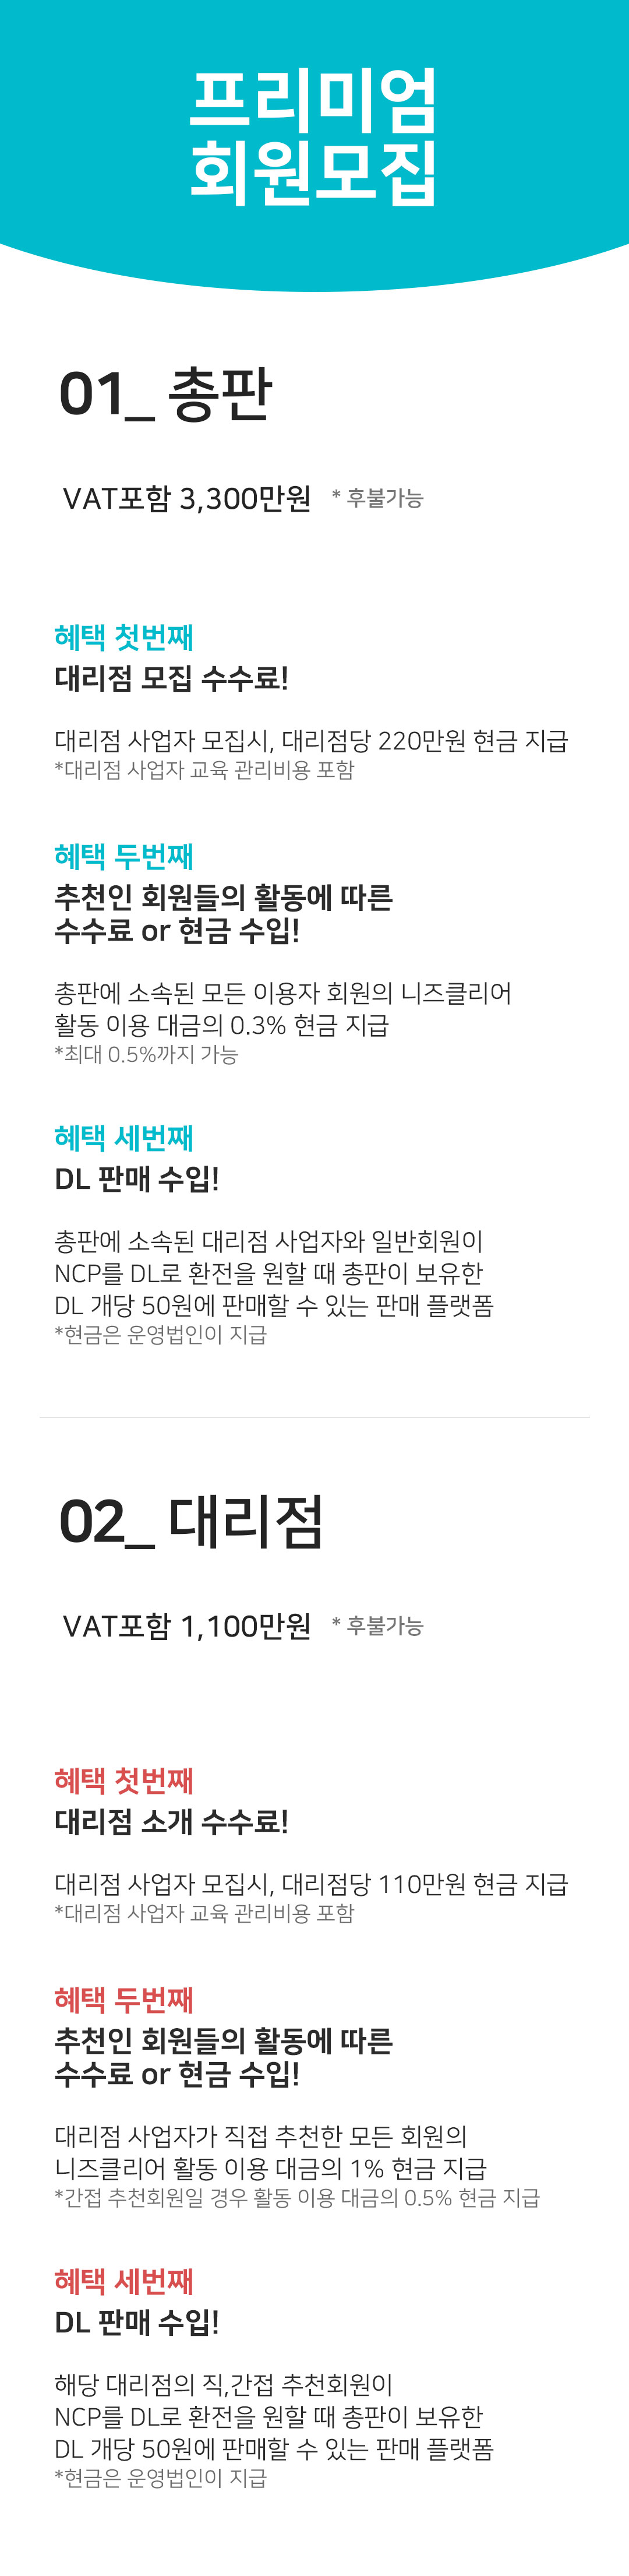 프리미엄
회원모집
01_ 총판
VAT포함 3,300만원 * 후불가능
혜택 첫번째
대리점 모집 수수료!
대리점 사업자 모집시, 대리점당 220만원 현금 지급
*대리점 사업자 교육 관리비용 포함
혜택 두번째
추천인 회원들의 활동에 따른
수수료 or 현금 수입!
총판에 소속된 모든 이용자 회원의 니즈클리어
활동 이용 대금의 0.3% 현금 지급
*최대 0.5%까지 가능
혜택 세번째
DL 판매 수입!
총판에 소속된 대리점 사업자와 일반회원이
NCP를 DL로 환전을 원할 때 총판이 보유한
DL 개당 50원에 판매할 수 있는 판매 플랫폼
*현금은 운영법인이 지급
02_ 대리점
VAT포함 1,100만원 * 후불가능
혜택 첫번째
대리점 소개 수수료!
대리점 사업자 모집시, 대리점당 110만원 현금 지급
*대리점 사업자 교육 관리비용 포함
혜택 두번째
추천인 회원들의 활동에 따른
수수료 or 현금 수입!
대리점 사업자가 직접 추천한 모든 회원의
니즈클리어 활동 이용 대금의 1% 현금 지급
*간접 추천회원일 경우 활동 이용 대금의 0.5% 현금 지급
혜택 세번째
DL 판매 수입!
해당 대리점의 직,간접 추천회원이
NCP를 DL로 환전을 원할 때 총판이 보유한
DL 개당 50원에 판매할 수 있는 판매 플랫폼
*현금은 운영법인이 지급